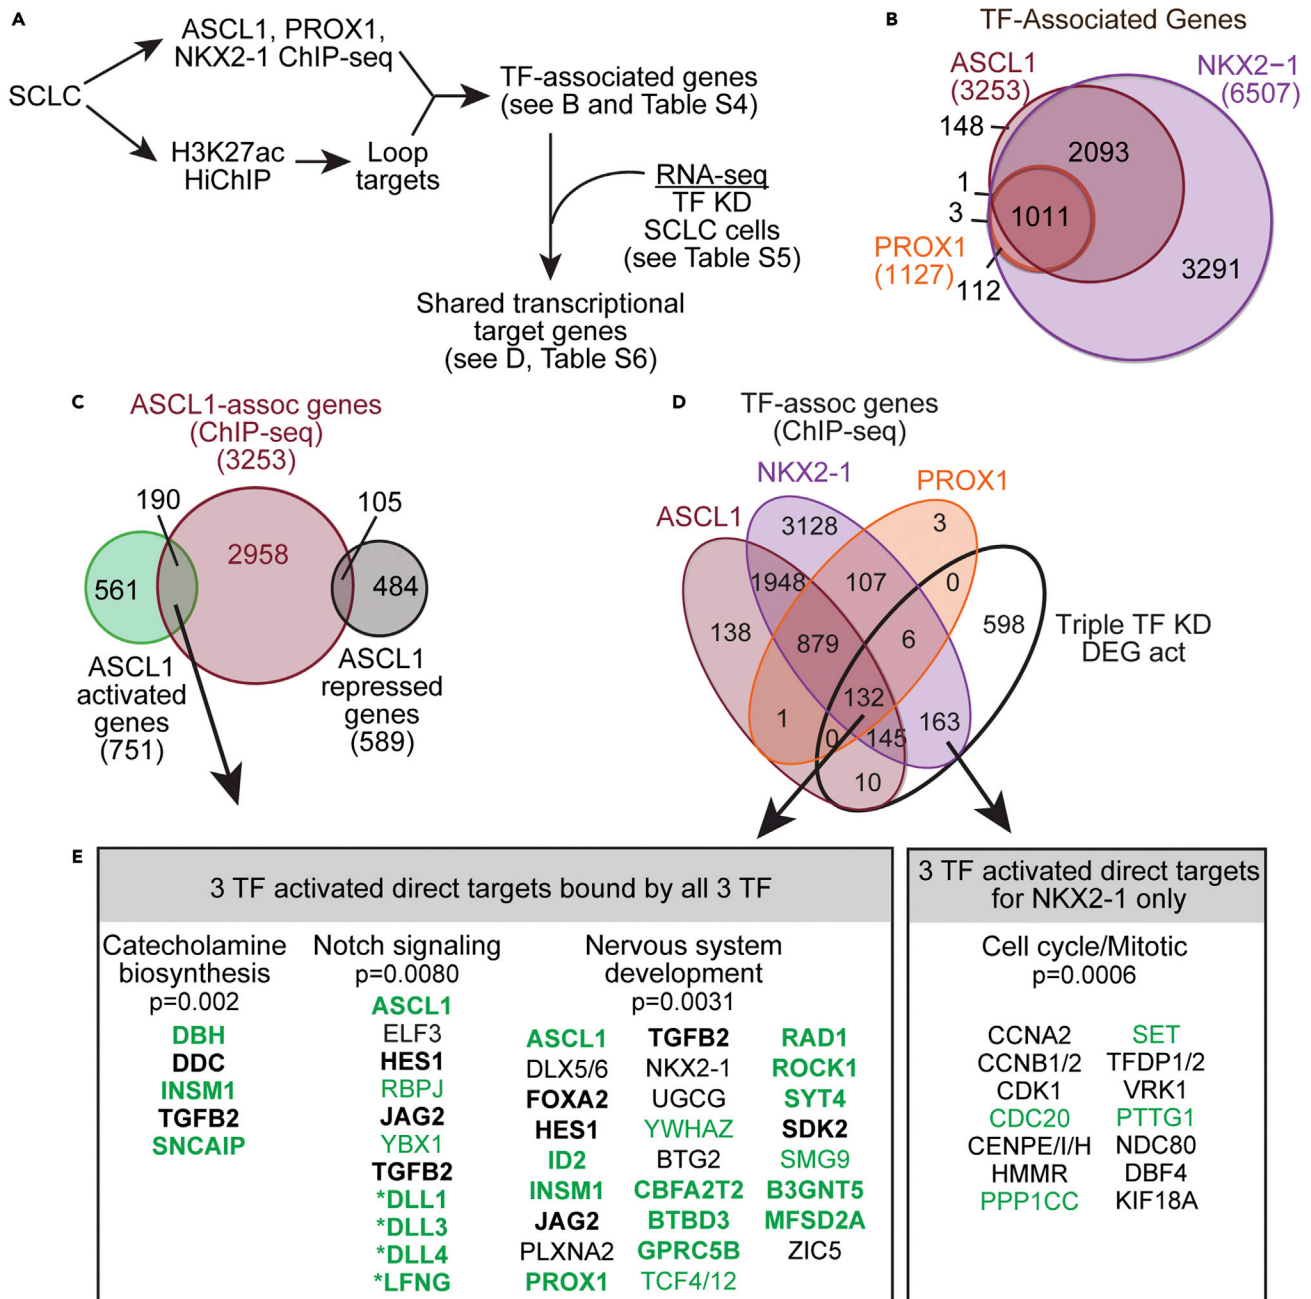 A
ASCL1, PROX1,
NKX2-1 ChIP-seq
SCLC
H3K27ac
HiChIP
Loop
targets
TF-associated genes
(see B and Table S4)
RNA-seq
TF KD
SCLC cells
(see Table S5)
Shared transcriptional
target genes
(see D, Table S6)
B
TF-Associated Genes
ASCL1
(3253)
NKX2−1
(6507)
148
2093
1
3
1011
PROX1
(1127)
112
3291
C
ASCL1-assoc genes
(ChIP-seq)
(3253)
190
105
2958
561
484
ASCL1
activated
genes
(751)
ASCL1
repressed
genes
(589)
D
TF-assoc genes
(ChIP-seq)
NKX2-1
PROX1
ASCL1
3128
3
1948
107
0
138
879
6
598
Triple TF KD
DEG act
132
1
0
145
163
10
E
3 TF activated direct targets bound by all 3 TF
Catecholamine
biosynthesis
p=0.002
DBH
DDC
INSM1
TGFB2
SNCAIP
Notch signaling
p=0.0080
ASCL1
ELF3
HES1
RBPJ
JAG2
YBX1
TGFB2
*DLL1
*DLL3
*DLL4
*LFNG
Nervous system
development
p=0.0031
ASCL1
DLX5/6
FOXA2
HES1
ID2
INSM1
JAG2
PLXNA2
PROX1
TGFB2
NKX2-1
UGCG
YWHAZ
BTG2
CBFA2T2
BTBD3
GPRC5B
TCF4/12
RAD1
ROCK1
SYT4
SDK2
SMG9
B3GNT5
MFSD2A
ZIC5
3 TF activated direct targets
for NKX2-1 only
Cell cycle/Mitotic
p=0.0006
CCNA2
CCNB1/2
CDK1
CDC20
CENPE/I/H
HMMR
PPP1CC
SET
TFDP1/2
VRK1
PTTG1
NDC80
DBF4
KIF18A